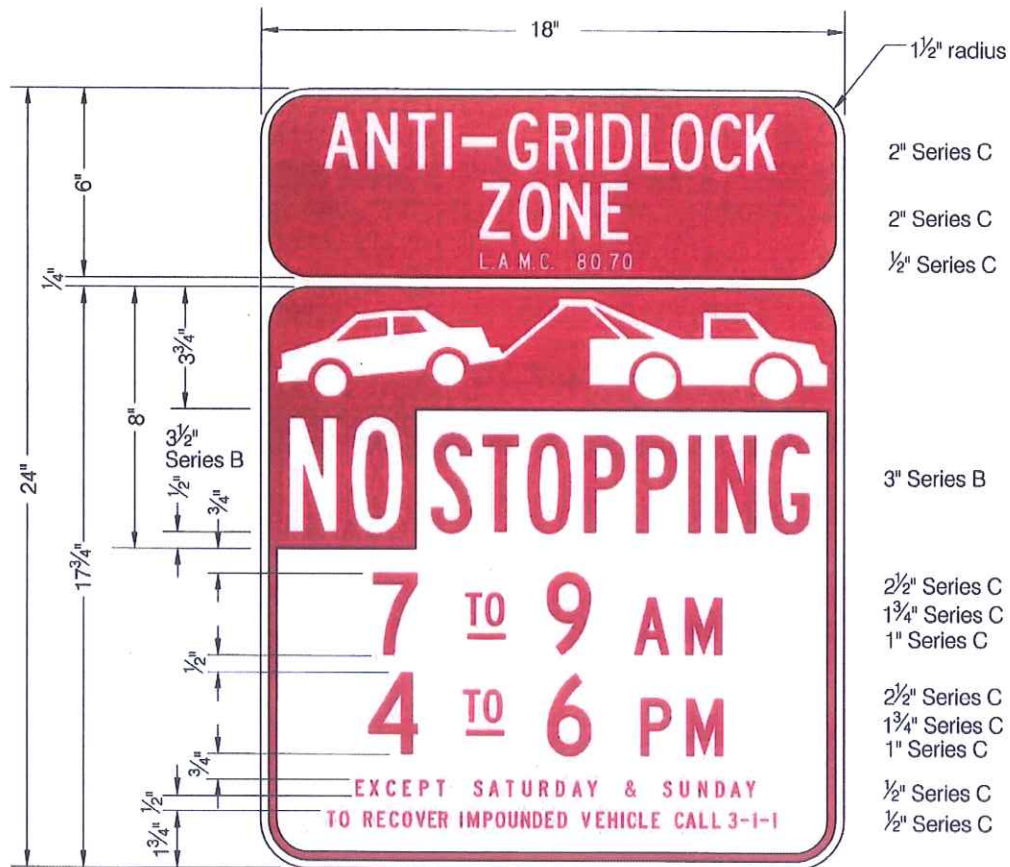 18"
1½" radius
ANTI-GRIDLOCK
2" Series C
ZONE
2" Series C
L.A.M.C. 80.70
½" Series C
6"
¼"
24"
17¾"
8"
3¾"
3½"
Series B
½"
¾"
NO STOPPING
3" Series B
7 TO 9 AM
2½" Series C
1¾" Series C
1" Series C
½"
4 TO 6 PM
2½" Series C
1¾" Series C
1" Series C
¾"
EXCEPT SATURDAY & SUNDAY
½" Series C
½"
TO RECOVER IMPOUNDED VEHICLE CALL 3-1-1
½" Series C
1¾"